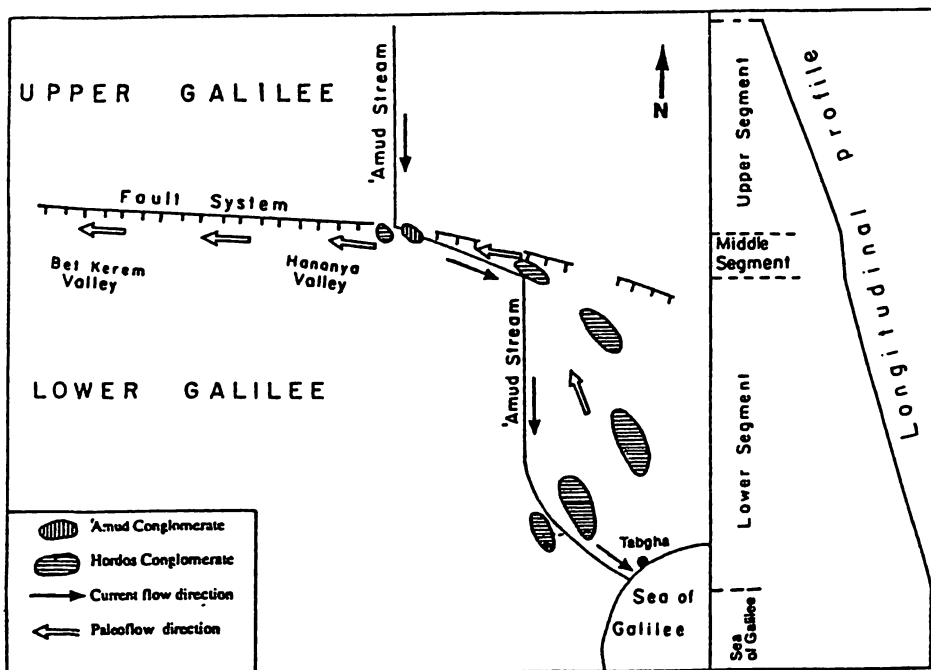 UPPER GALILEE
'Amud Stream
N
Fault System
Bet Kerem
Valley
Hananya
Valley
'Amud Stream
LOWER GALILEE
Tabgha
Sea of
Galilee
'Amud Conglomerate
Hordos Conglomerate
Current flow direction
Paleoflow direction
Upper Segment
Middle
Segment
Lower Segment
Sea
of Galilee
Longitudinal Profile